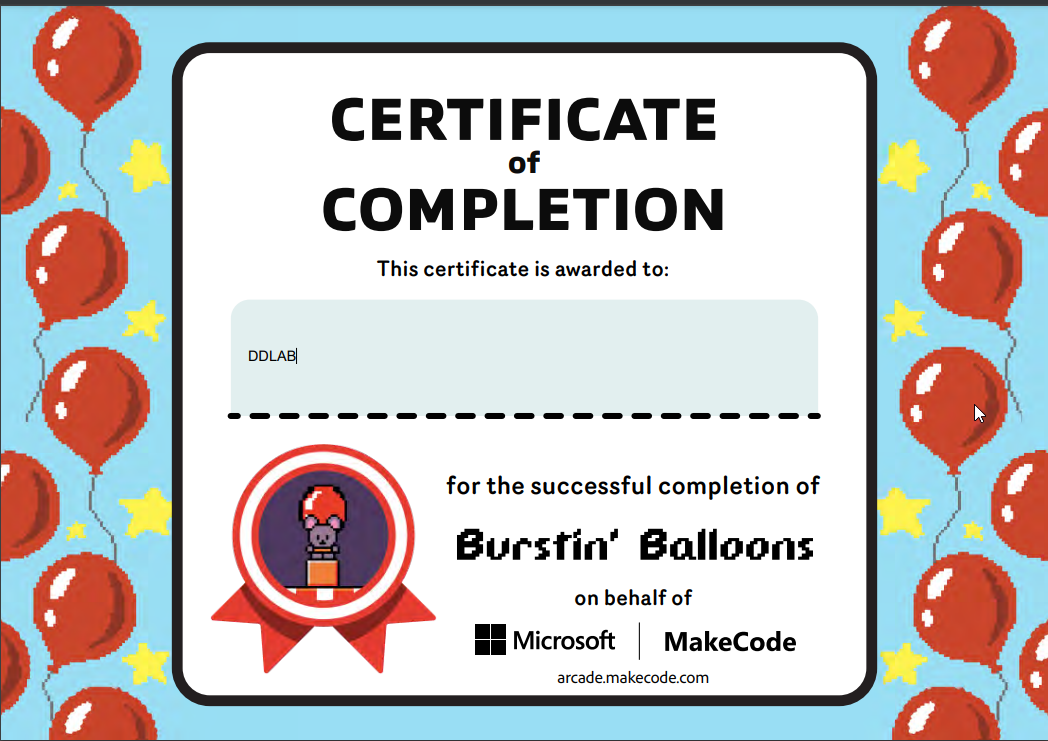 CERTIFICATE
of
COMPLETION
This certificate is awarded to:
DDLAB
for the successful completion of
Burstin' Balloons
on behalf of
Microsoft | MakeCode
arcade.makecode.com